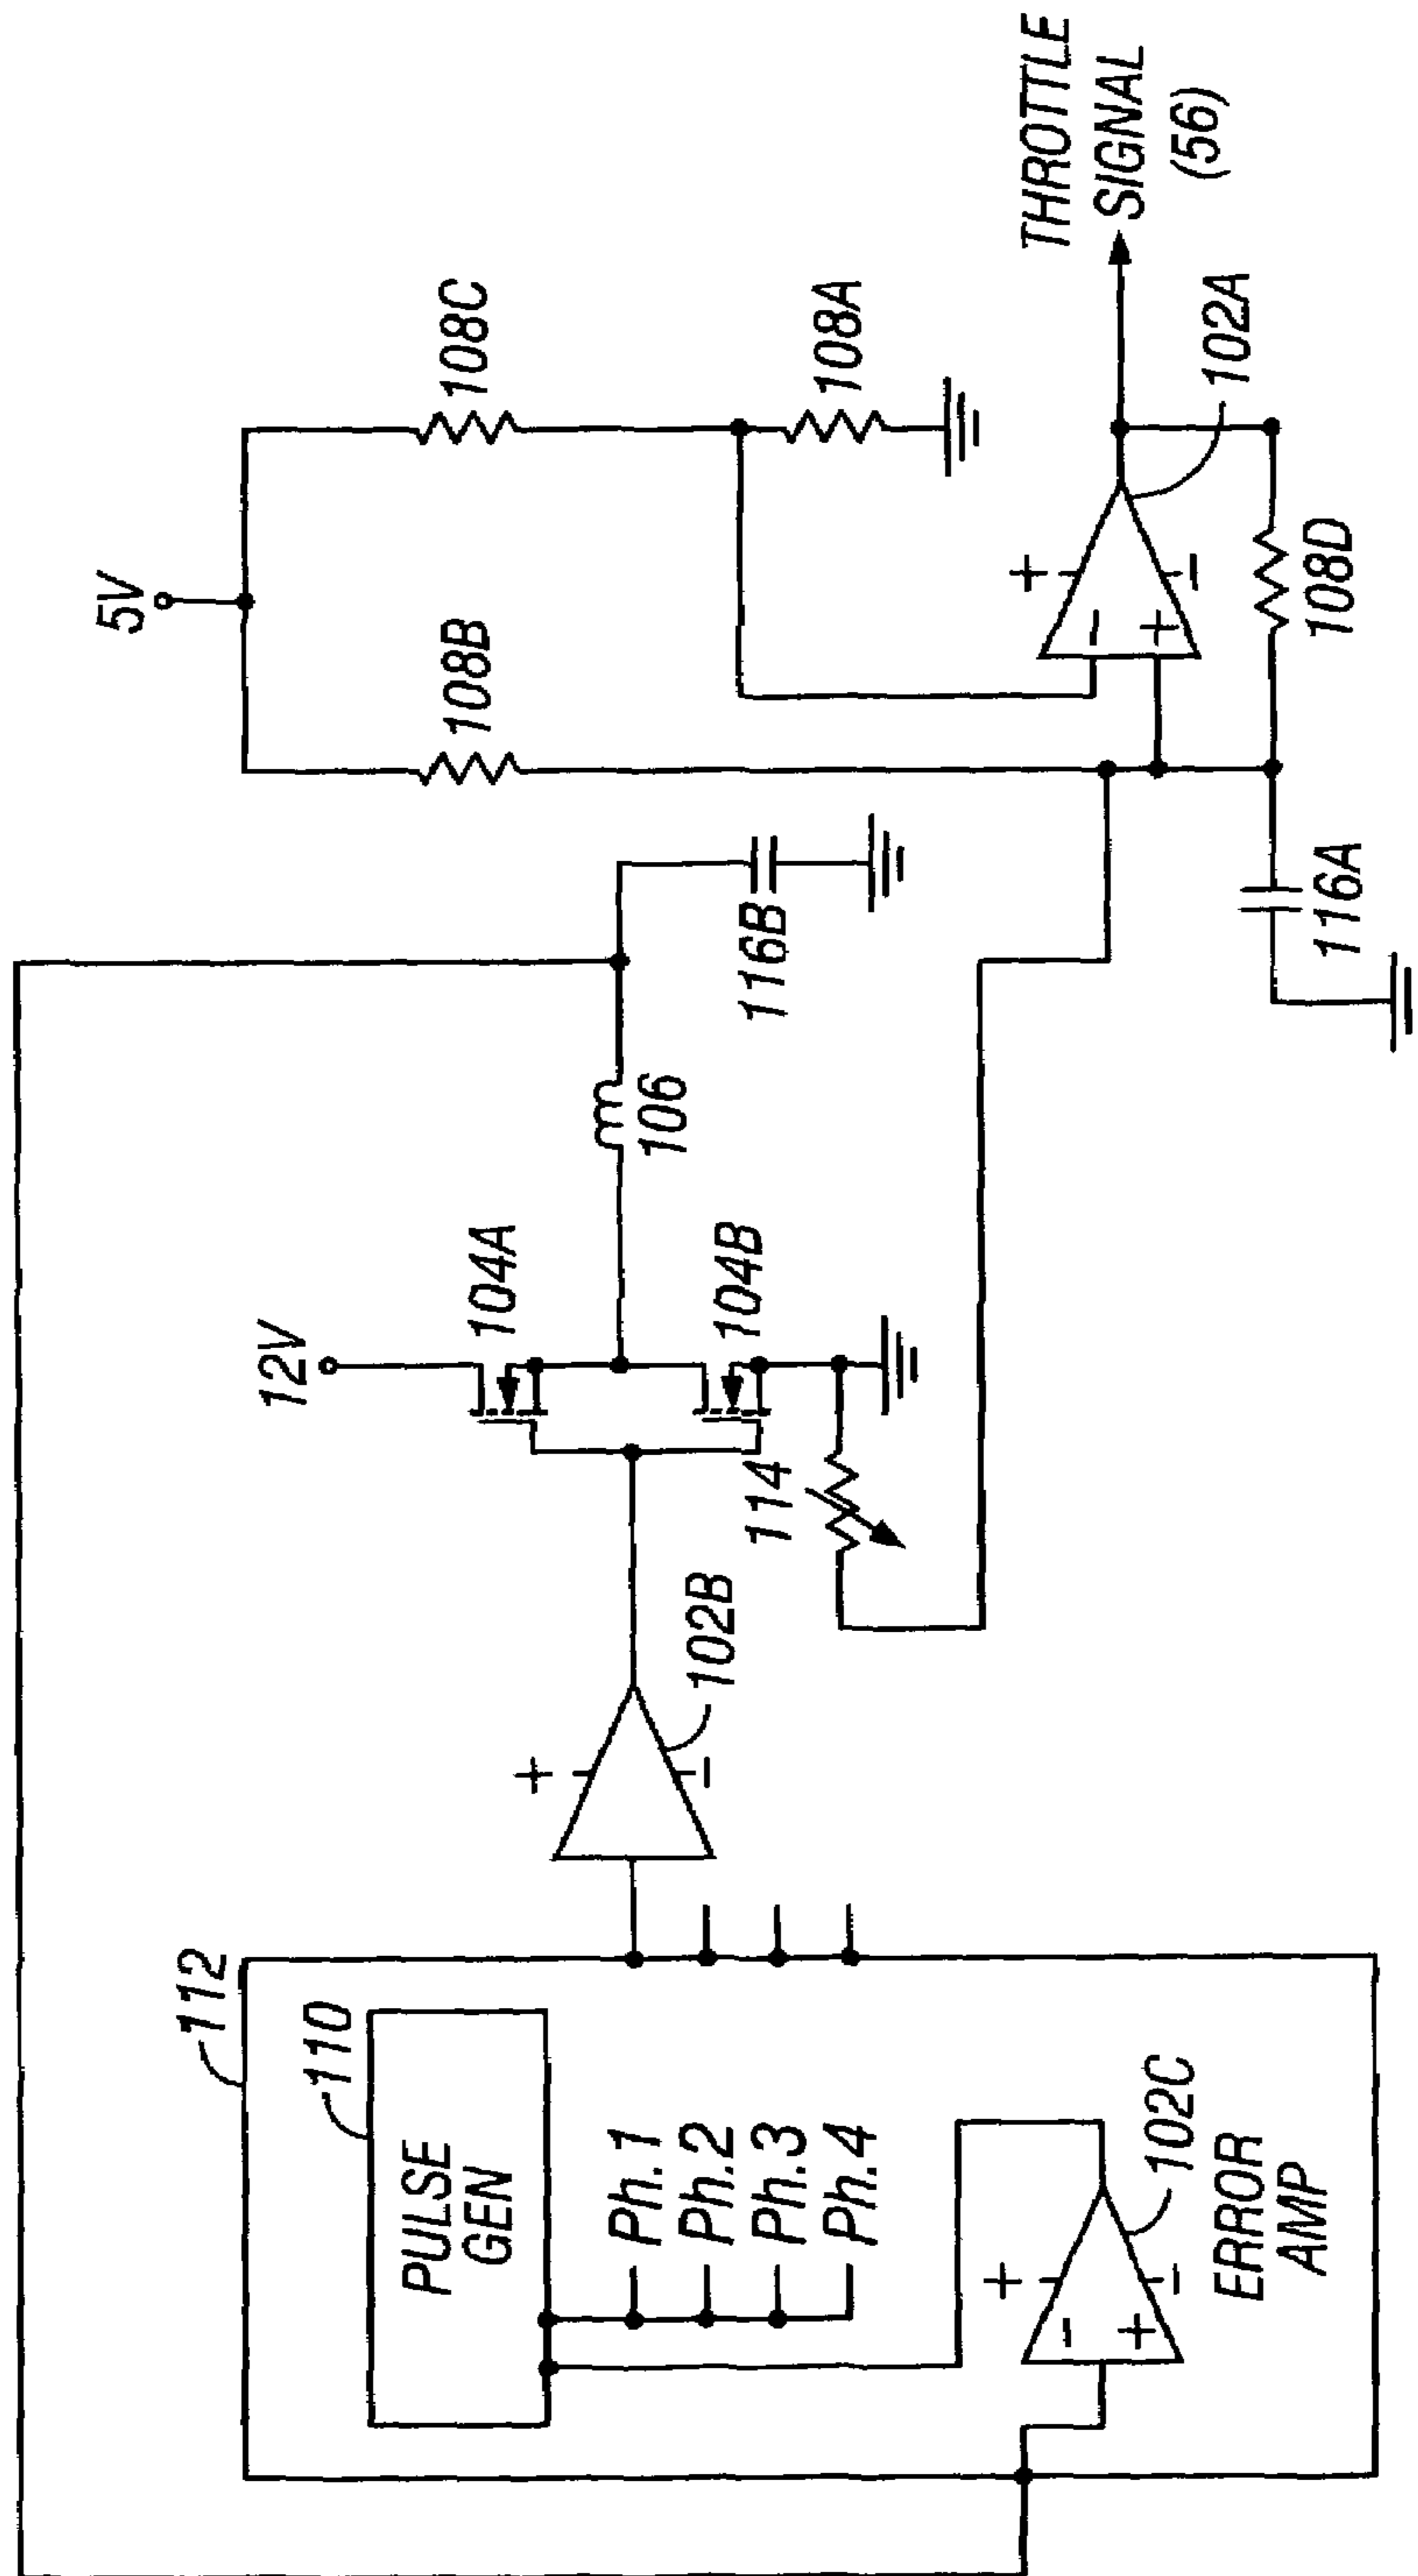 112
110
PULSE
GEN
Ph.1
Ph.2
Ph.3
Ph.4
102C
ERROR
AMP
102B
12V
104A
104B
114
106
116B
5V
108B
108C
108A
THROTTLE
SIGNAL
(56)
102A
108D
116A